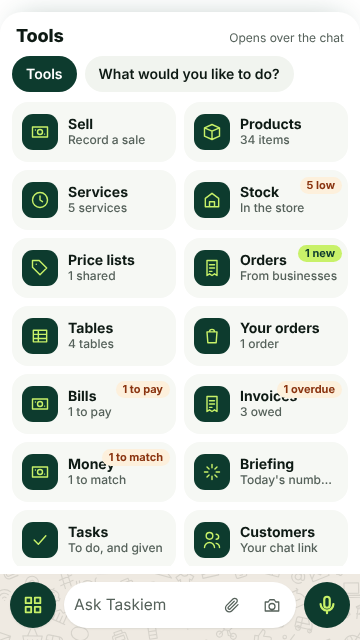 Tools
Opens over the chat
Tools
What would you like to do?
Sell
Record a sale
Products
34 items
Services
5 services
5 low
Stock
In the store
Price lists
1 shared
1 new
Orders
From businesses
Tables
4 tables
Your orders
1 order
1 to pay
Bills
1 to pay
1 overdue
Invoices
3 owed
1 to match
Money
1 to match
Briefing
Today's numb...
Tasks
To do, and given
Customers
Your chat link
Ask Taskiem